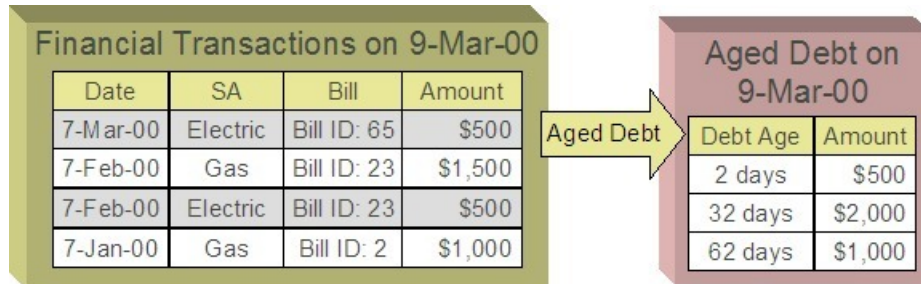 Financial Transactions on 9-Mar-00
Date SA Bill Amount
7-Mar-00 Electric Bill ID: 65 $500
7-Feb-00 Gas Bill ID: 23 $1,500
7-Feb-00 Electric Bill ID: 23 $500
7-Jan-00 Gas Bill ID: 2 $1,000
Aged Debt
Aged Debt on
9-Mar-00
Debt Age Amount
2 days $500
32 days $2,000
62 days $1,000